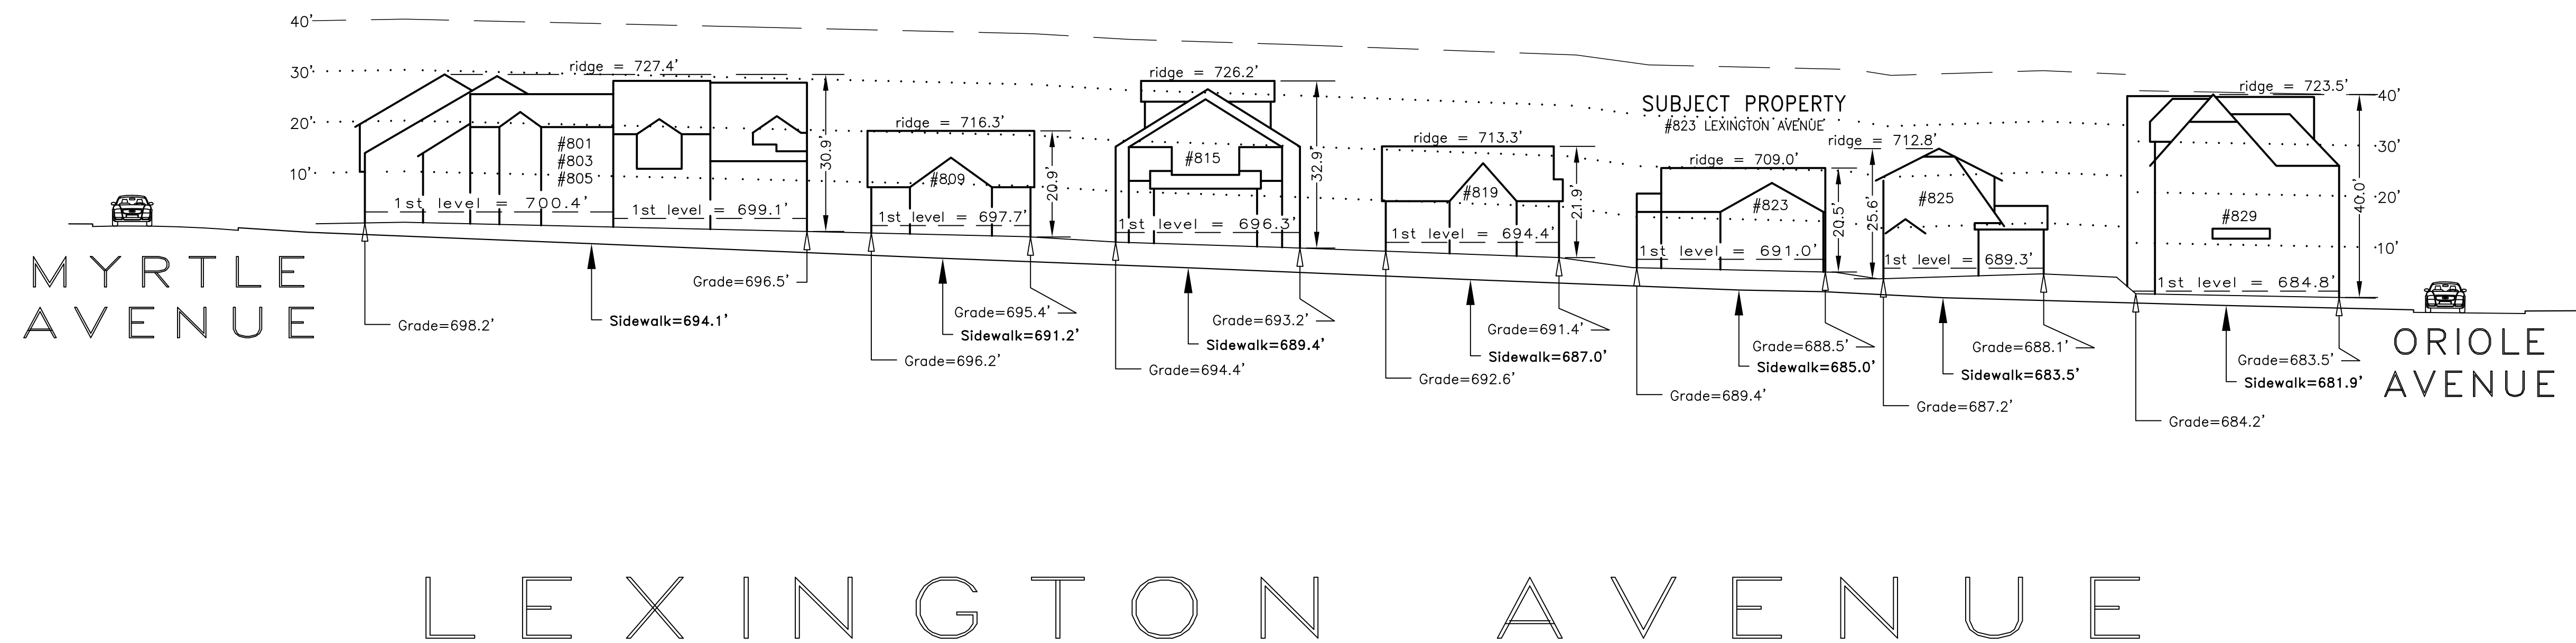 40'
30'
20'
10'
ridge = 727.4'
#801
#803
#805
1st level = 700.4'
1st level = 699.1'
30.9'
ridge = 716.3'
#809
1st level = 697.7'
20.9'
ridge = 726.2'
#815
1st level = 696.3'
32.9'
ridge = 713.3'
#819
1st level = 694.4'
21.9'
SUBJECT PROPERTY
#823 LEXINGTON AVENUE
ridge = 709.0'
#823
1st level = 691.0'
20.5'
ridge = 712.8'
25.6'
#825
1st level = 689.3'
ridge = 723.5'
#829
1st level = 684.8'
40.0'
40'
30'
20'
10'
MYRTLE
AVENUE
Grade=698.2'
Sidewalk=694.1'
Grade=696.5'
Grade=696.2'
Sidewalk=691.2'
Grade=695.4'
Grade=694.4'
Sidewalk=689.4'
Grade=693.2'
Grade=692.6'
Sidewalk=687.0'
Grade=691.4'
Grade=689.4'
Sidewalk=685.0'
Grade=688.5'
Grade=687.2'
Sidewalk=683.5'
Grade=688.1'
Grade=684.2'
Sidewalk=681.9'
Grade=683.5'
ORIOLE
AVENUE
LEXINGTON AVENUE